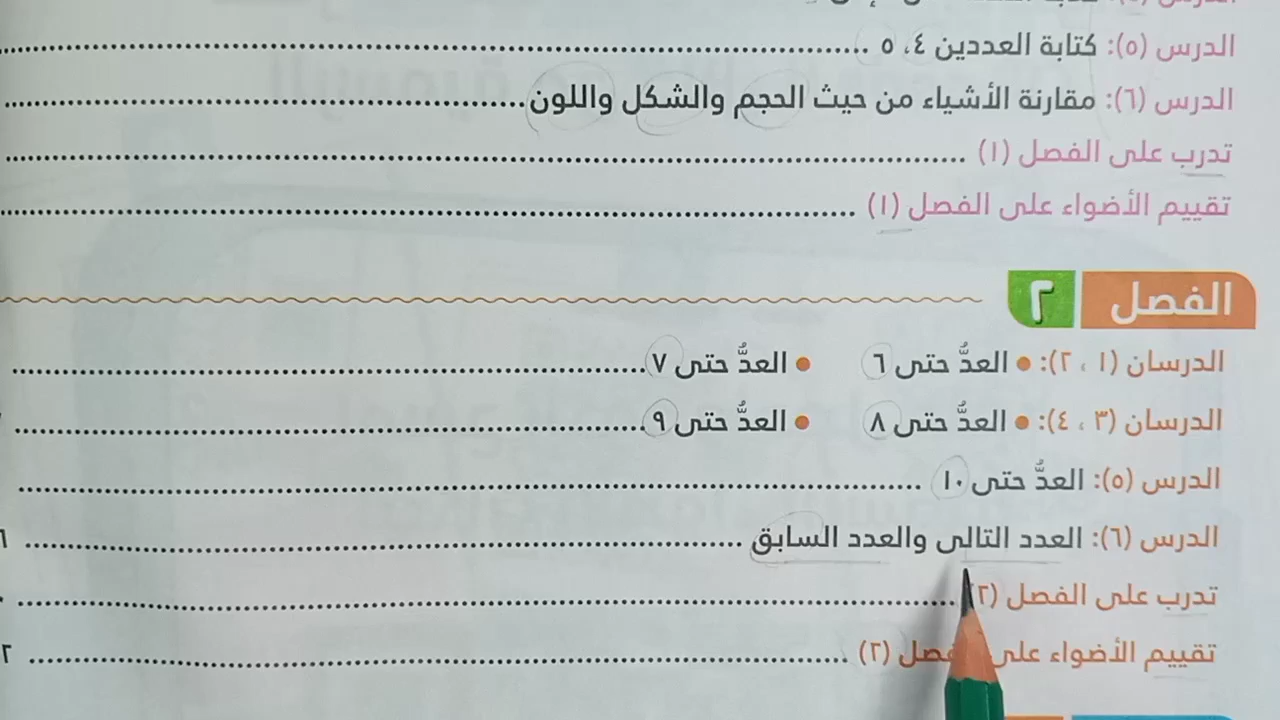 الدرس (٥): كتابة العددين ٤، ٥
الدرس (٦): مقارنة الأشياء من حيث الحجم والشكل واللون
تدرب على الفصل (١)
تقييم الأضواء على الفصل (١)
الفصل ٢
الدرسان (١ ، ٢): • العدُّ حتى ٦ • العدُّ حتى ٧
الدرسان (٣ ، ٤): • العدُّ حتى ٨ • العدُّ حتى ٩
الدرس (٥): العدُّ حتى ١٠
الدرس (٦): العدد التالى والعدد السابق
تدرب على الفصل (٢)
تقييم الأضواء على الفصل (٢)